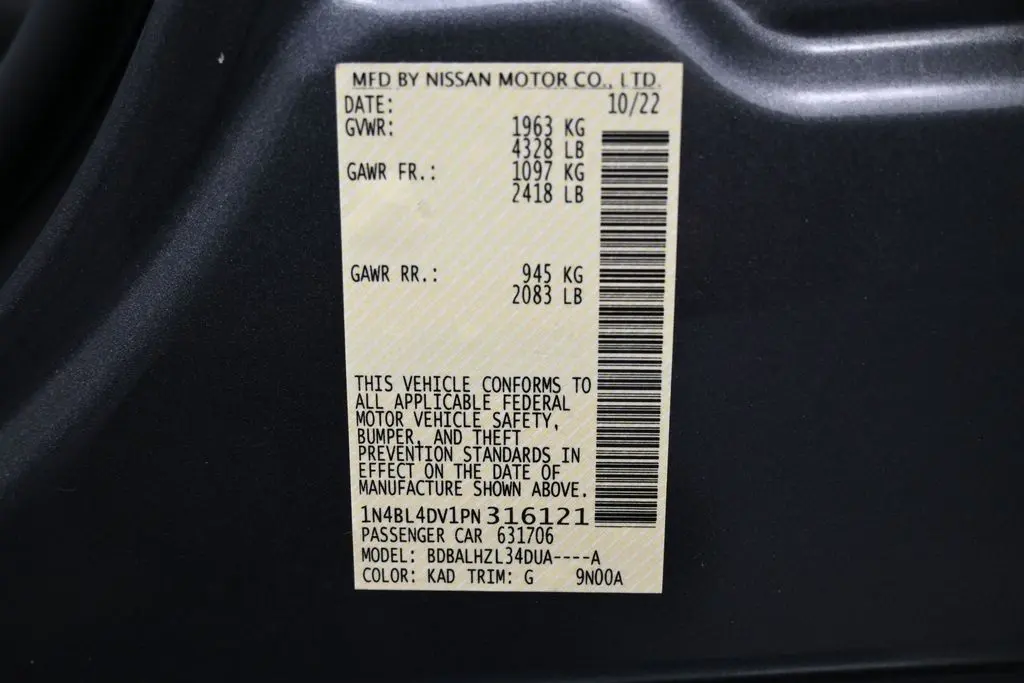 MFD BY NISSAN MOTOR CO., LTD.
DATE: 10/22
GVWR: 1963 KG
4328 LB
GAWR FR.: 1097 KG
2418 LB
GAWR RR.: 945 KG
2083 LB
THIS VEHICLE CONFORMS TO
ALL APPLICABLE FEDERAL
MOTOR VEHICLE SAFETY,
BUMPER, AND THEFT
PREVENTION STANDARDS IN
EFFECT ON THE DATE OF
MANUFACTURE SHOWN ABOVE.
1N4BL4DV1PN316121
PASSENGER CAR 631706
MODEL: BDBALHZL34DUA----A
COLOR: KAD TRIM: G 9N00A